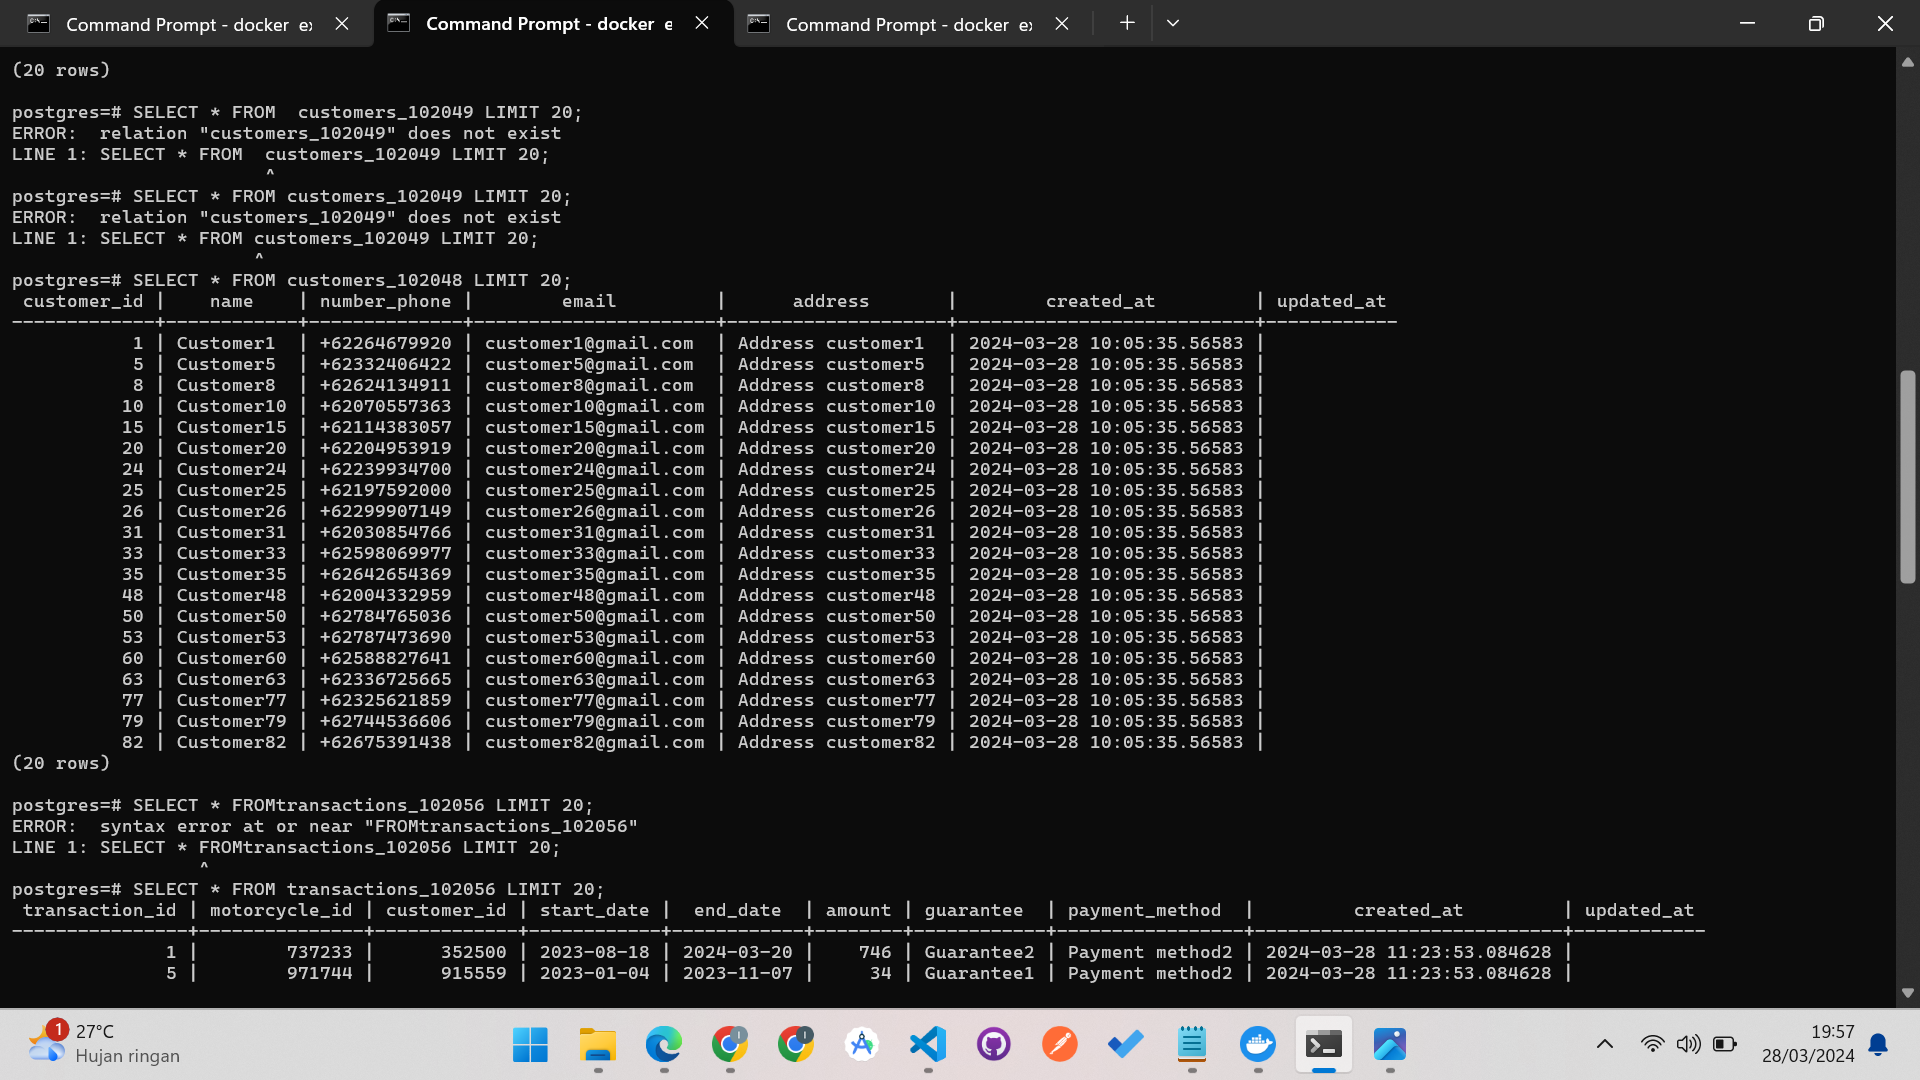 Command Prompt - docker ex
Command Prompt - docker e
Command Prompt - docker ex
(20 rows)
postgres=# SELECT * FROM  customers_102049 LIMIT 20;
ERROR:  relation "customers_102049" does not exist
LINE 1: SELECT * FROM  customers_102049 LIMIT 20;
^
postgres=# SELECT * FROM customers_102049 LIMIT 20;
ERROR:  relation "customers_102049" does not exist
LINE 1: SELECT * FROM customers_102049 LIMIT 20;
^
postgres=# SELECT * FROM customers_102048 LIMIT 20;
customer_id | name | number_phone | email | address | created_at | updated_at
-------------+------------+--------------+----------------------+--------------------+---------------------------+------------
1 | Customer1 | +62264679920 | customer1@gmail.com | Address customer1 | 2024-03-28 10:05:35.56583 |
5 | Customer5 | +62332406422 | customer5@gmail.com | Address customer5 | 2024-03-28 10:05:35.56583 |
8 | Customer8 | +62624134911 | customer8@gmail.com | Address customer8 | 2024-03-28 10:05:35.56583 |
10 | Customer10 | +62070557363 | customer10@gmail.com | Address customer10 | 2024-03-28 10:05:35.56583 |
15 | Customer15 | +62114383057 | customer15@gmail.com | Address customer15 | 2024-03-28 10:05:35.56583 |
20 | Customer20 | +62204953919 | customer20@gmail.com | Address customer20 | 2024-03-28 10:05:35.56583 |
24 | Customer24 | +62239934700 | customer24@gmail.com | Address customer24 | 2024-03-28 10:05:35.56583 |
25 | Customer25 | +62197592000 | customer25@gmail.com | Address customer25 | 2024-03-28 10:05:35.56583 |
26 | Customer26 | +62299907149 | customer26@gmail.com | Address customer26 | 2024-03-28 10:05:35.56583 |
31 | Customer31 | +62030854766 | customer31@gmail.com | Address customer31 | 2024-03-28 10:05:35.56583 |
33 | Customer33 | +62598069977 | customer33@gmail.com | Address customer33 | 2024-03-28 10:05:35.56583 |
35 | Customer35 | +62642654369 | customer35@gmail.com | Address customer35 | 2024-03-28 10:05:35.56583 |
48 | Customer48 | +62004332959 | customer48@gmail.com | Address customer48 | 2024-03-28 10:05:35.56583 |
50 | Customer50 | +62784765036 | customer50@gmail.com | Address customer50 | 2024-03-28 10:05:35.56583 |
53 | Customer53 | +62787473690 | customer53@gmail.com | Address customer53 | 2024-03-28 10:05:35.56583 |
60 | Customer60 | +62588827641 | customer60@gmail.com | Address customer60 | 2024-03-28 10:05:35.56583 |
63 | Customer63 | +62336725665 | customer63@gmail.com | Address customer63 | 2024-03-28 10:05:35.56583 |
77 | Customer77 | +62325621859 | customer77@gmail.com | Address customer77 | 2024-03-28 10:05:35.56583 |
79 | Customer79 | +62744536606 | customer79@gmail.com | Address customer79 | 2024-03-28 10:05:35.56583 |
82 | Customer82 | +62675391438 | customer82@gmail.com | Address customer82 | 2024-03-28 10:05:35.56583 |
(20 rows)
postgres=# SELECT * FROMtransactions_102056 LIMIT 20;
ERROR:  syntax error at or near "FROMtransactions_102056"
LINE 1: SELECT * FROMtransactions_102056 LIMIT 20;
^
postgres=# SELECT * FROM transactions_102056 LIMIT 20;
transaction_id | motorcycle_id | customer_id | start_date | end_date | amount | guarantee | payment_method | created_at | updated_at
----------------+---------------+-------------+------------+------------+--------+------------+-----------------+----------------------------+------------
1 | 737233 | 352500 | 2023-08-18 | 2024-03-20 | 746 | Guarantee2 | Payment method2 | 2024-03-28 11:23:53.084628 |
5 | 971744 | 915559 | 2023-01-04 | 2023-11-07 | 34 | Guarantee1 | Payment method2 | 2024-03-28 11:23:53.084628 |
1
27°C
Hujan ringan
19:57
28/03/2024